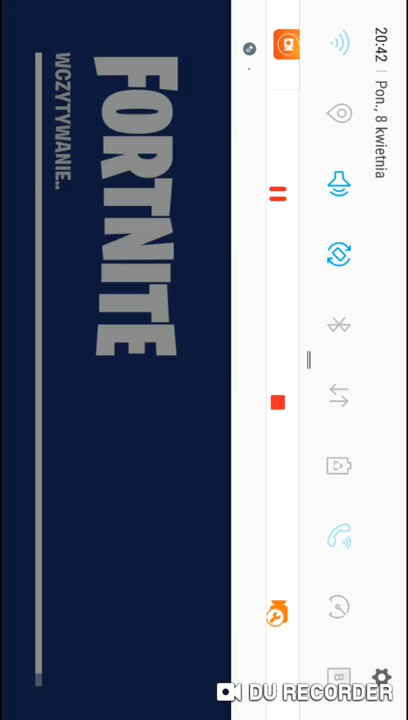 20:42 | Pon., 8 kwietnia
FORTNITE
WCZYTYWANIE..
B
DU RECORDER